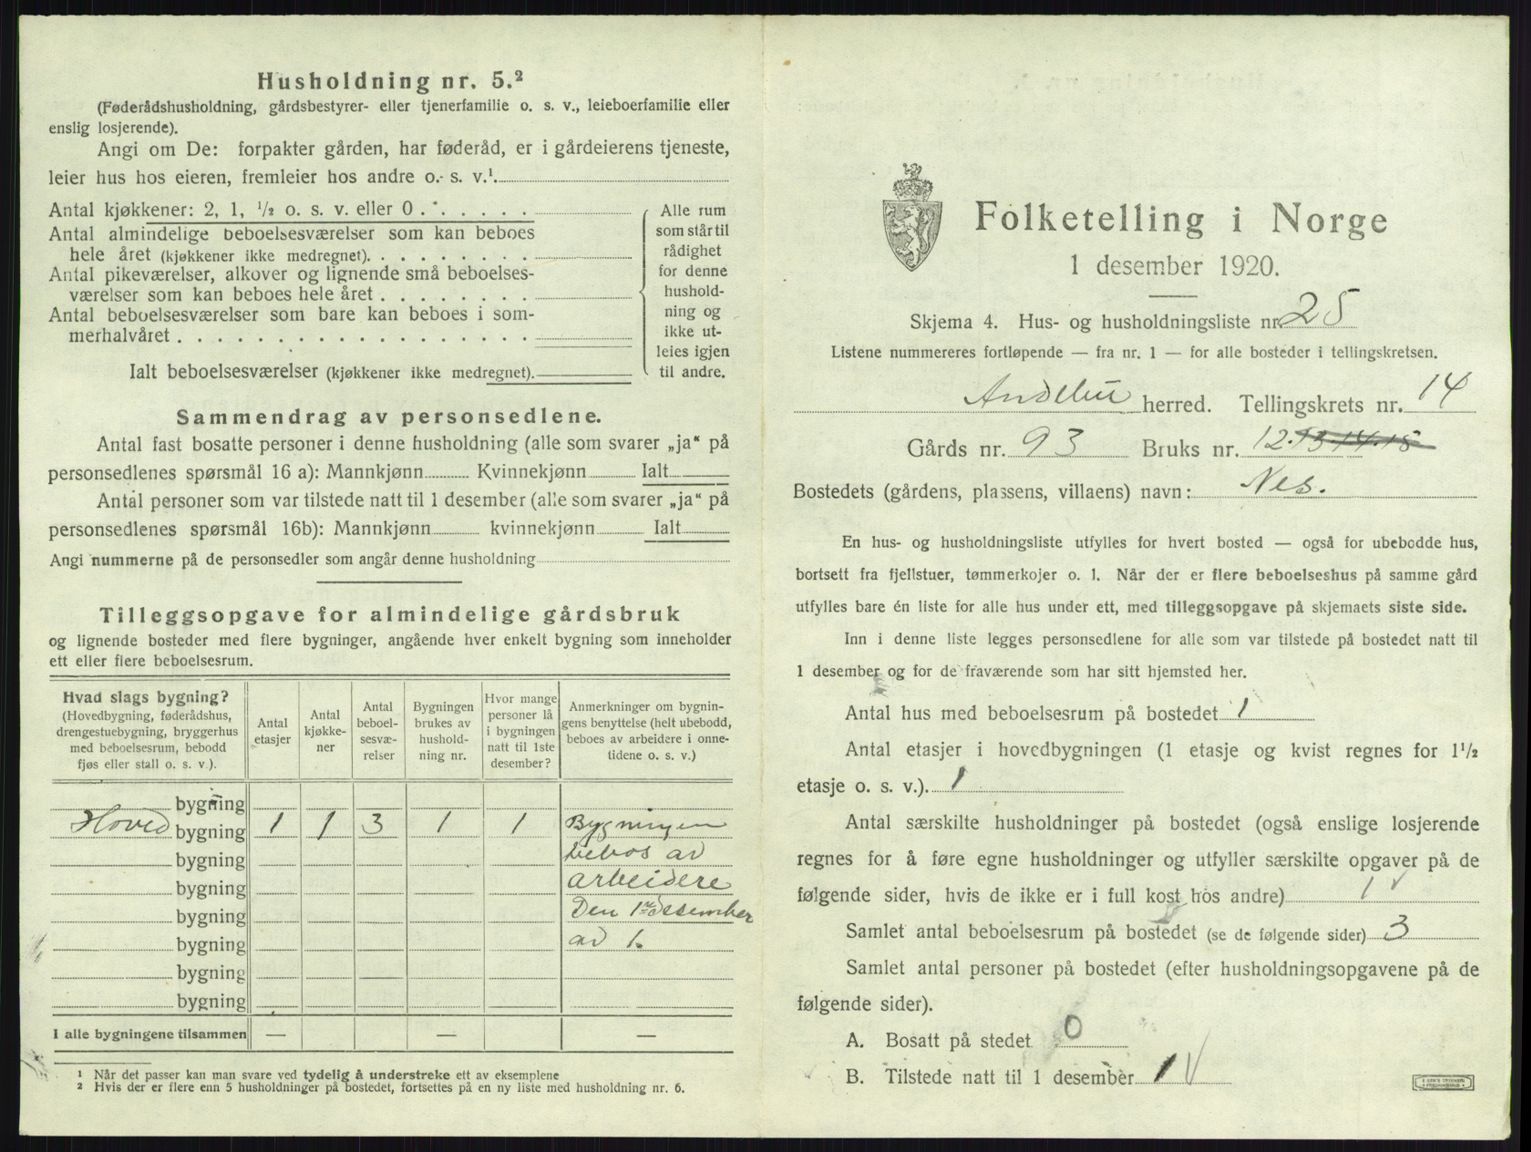 Husholdning nr. 5.²
(Føderådshusholdning, gårdsbestyrer- eller tjenerfamilie o. s. v., leieboerfamilie eller
enslig losjerende).
Angi om De: forpakter gården, har føderåd, er i gårdeierens tjeneste,
leier hus hos eieren, fremleier hos andre o. s. v.¹
Antal kjøkkener: 2, 1, ½ o. s. v. eller 0
Antal almindelige beboelsesværelser som kan beboes
hele året (kjøkkener ikke medregnet)
Antal pikeværelser, alkover og lignende små beboelses-
værelser som kan beboes hele året
Antal beboelsesværelser som bare kan beboes i som-
merhalvåret
Ialt beboelsesværelser (kjøkkener ikke medregnet)
Alle rum
som står til
rådighet
for denne
hushold-
ning og
ikke ut-
leies igjen
til andre.
Sammendrag av personsedlene.
Antal fast bosatte personer i denne husholdning (alle som svarer „ja“ på
personsedlenes spørsmål 16 a): Mannkjønn Kvinnekjønn Ialt
Antal personer som var tilstede natt til 1 desember (alle som svarer „ja“ på
personsedlenes spørsmål 16b): Mannkjønn kvinnekjønn Ialt
Angi nummerne på de personsedler som angår denne husholdning
Tilleggsopgave for almindelige gårdsbruk
og lignende bosteder med flere bygninger, angående hver enkelt bygning som inneholder
ett eller flere beboelsesrum.
Hvad slags bygning?
(Hovedbygning, føderådshus,
drengestuebygning, bryggerhus
med beboelsesrum, bebodd
fjøs eller stall o. s. v.).
Antal
etasjer
Antal
kjøkke-
ner
Antal
beboel-
sesvæ-
relser
Bygningen
brukes av
hushold-
ning nr.
Hvor mange
personer lå
i bygningen
natt til 1ste
desember?
Anmerkninger om bygnin-
gens benyttelse (helt ubebodd,
beboes av arbeidere i onne-
tidene o. s. v.)
bygning
Hoved bygning 1 1 3 1 1 Bygningen
bygning bebos av
bygning arbeidere
bygning Den 1ste desember
bygning av 1.
bygning
bygning
I alle bygningene tilsammen — — —
¹ Når det passer kan man svare ved tydelig å understreke ett av eksemplene
² Hvis der er flere enn 5 husholdninger på bostedet, fortsettes på en ny liste med husholdning nr. 6.
Folketelling i Norge
1 desember 1920.
Skjema 4. Hus- og husholdningsliste nr. 25
Listene nummereres fortløpende — fra nr. 1 — for alle bosteder i tellingskretsen.
Andebu herred. Tellingskrets nr. 14
Gårds nr. 93 Bruks nr. 12. 13. 14. 15
Bostedets (gårdens, plassens, villaens) navn: Nes.
En hus- og husholdningsliste utfylles for hvert bosted — også for ubebodde hus,
bortsett fra fjellstuer, tømmerkojer o. l. Når der er flere beboelseshus på samme gård
utfylles bare én liste for alle hus under ett, med tilleggsopgave på skjemaets siste side.
Inn i denne liste legges personsedlene for alle som var tilstede på bostedet natt til
1 desember og for de fraværende som har sitt hjemsted her.
Antal hus med beboelsesrum på bostedet 1
Antal etasjer i hovedbygningen (1 etasje og kvist regnes for 1½
etasje o. s. v.). 1
Antal særskilte husholdninger på bostedet (også enslige losjerende
regnes for å føre egne husholdninger og utfyller særskilte opgaver på de
følgende sider, hvis de ikke er i full kost hos andre) 1
Samlet antal beboelsesrum på bostedet (se de følgende sider) 3
Samlet antal personer på bostedet (efter husholdningsopgavene på de
følgende sider).
A. Bosatt på stedet 0
B. Tilstede natt til 1 desember 1